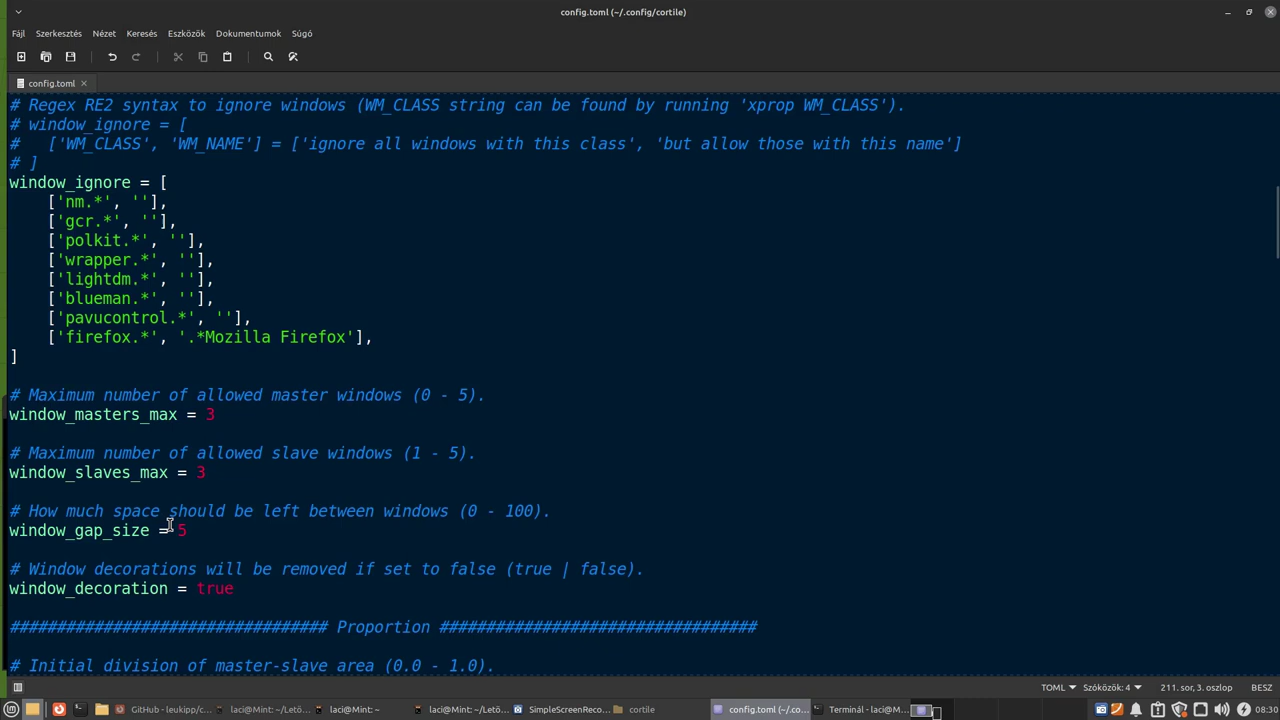 config.toml (~/.config/cortile)
Fájl Szerkesztés Nézet Keresés Eszközök Dokumentumok Súgó
config.toml
# Regex RE2 syntax to ignore windows (WM_CLASS string can be found by running 'xprop WM_CLASS').
# window_ignore = [
#   ['WM_CLASS', 'WM_NAME'] = ['ignore all windows with this class', 'but allow those with this name']
# ]
window_ignore = [
    ['nm.*', ''],
    ['gcr.*', ''],
    ['polkit.*', ''],
    ['wrapper.*', ''],
    ['lightdm.*', ''],
    ['blueman.*', ''],
    ['pavucontrol.*', ''],
    ['firefox.*', '.*Mozilla Firefox'],
]
# Maximum number of allowed master windows (0 - 5).
window_masters_max = 3
# Maximum number of allowed slave windows (1 - 5).
window_slaves_max = 3
# How much space should be left between windows (0 - 100).
window_gap_size = 5
# Window decorations will be removed if set to false (true | false).
window_decoration = true
################################## Proportion ##################################
# Initial division of master-slave area (0.0 - 1.0).
TOML Szóközök: 4 211. sor, 3. oszlop BESZ
GitHub - leukipp/c... laci@Mint: ~/Letö... laci@Mint: ~ laci@Mint: ~/Letö... SimpleScreenReco... cortile config.toml (~/.co... Terminál - laci@M... 08:30